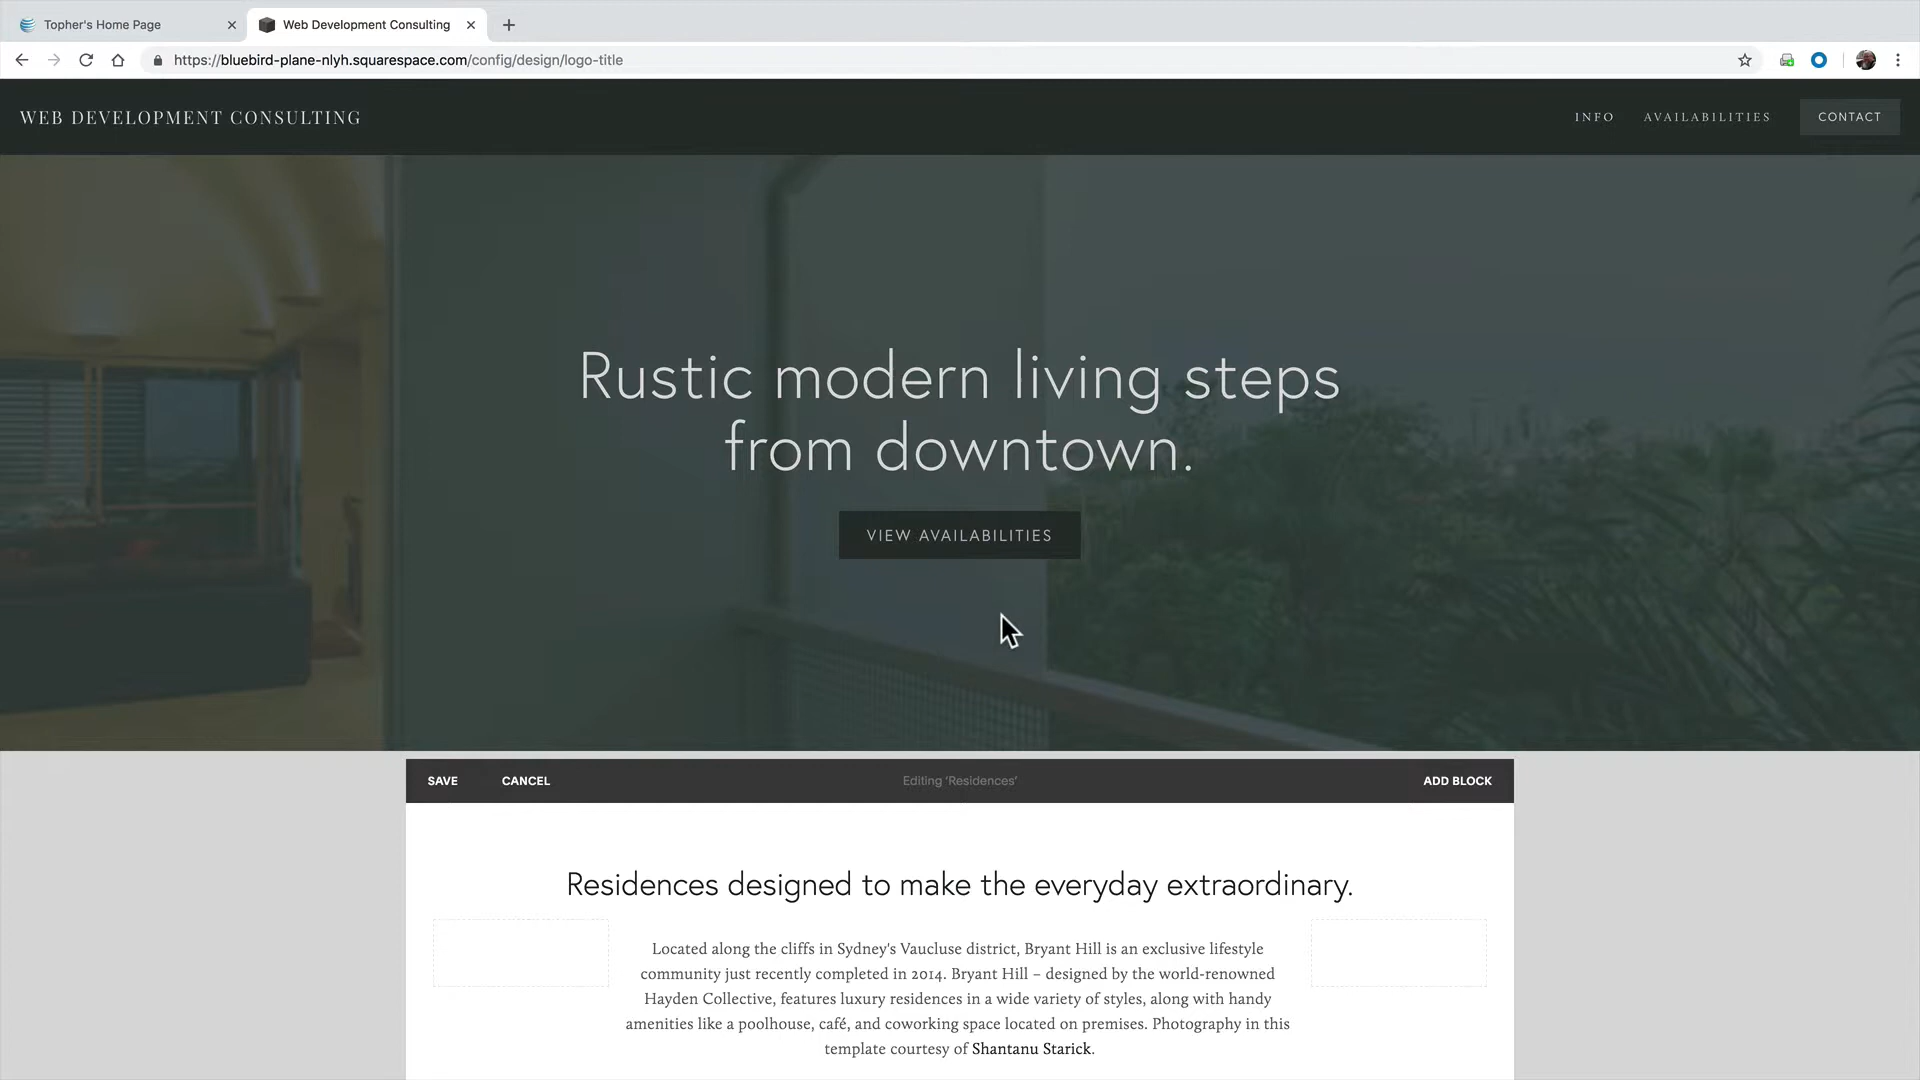 Topher's Home Page
Web Development Consulting
https://bluebird-plane-nlyh.squarespace.com/config/design/logo-title
WEB DEVELOPMENT CONSULTING
INFO
AVAILABILITIES
CONTACT
Rustic modern living steps
from downtown.
VIEW AVAILABILITIES
SAVE
CANCEL
Editing 'Residences'
ADD BLOCK
Residences designed to make the everyday extraordinary.
Located along the cliffs in Sydney's Vaucluse district, Bryant Hill is an exclusive lifestyle
community just recently completed in 2014. Bryant Hill – designed by the world-renowned
Hayden Collective, features luxury residences in a wide variety of styles, along with handy
amenities like a poolhouse, café, and coworking space located on premises. Photography in this
template courtesy of Shantanu Starick.